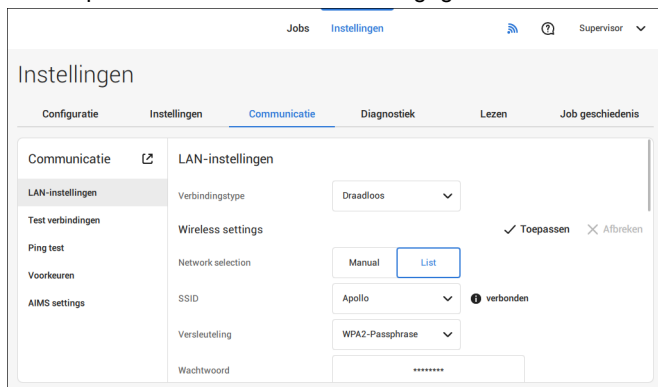 Jobs Instellingen Supervisor
Instellingen
Configuratie Instellingen Communicatie Diagnostiek Lezen Job geschiedenis
Communicatie
LAN-instellingen
Test verbindingen
Ping test
Voorkeuren
AIMS settings
LAN-instellingen
Verbindingstype Draadloos
Wireless settings Toepassen Afbreken
Network selection Manual List
SSID Apollo verbonden
Versleuteling WPA2-Passphrase
Wachtwoord ********